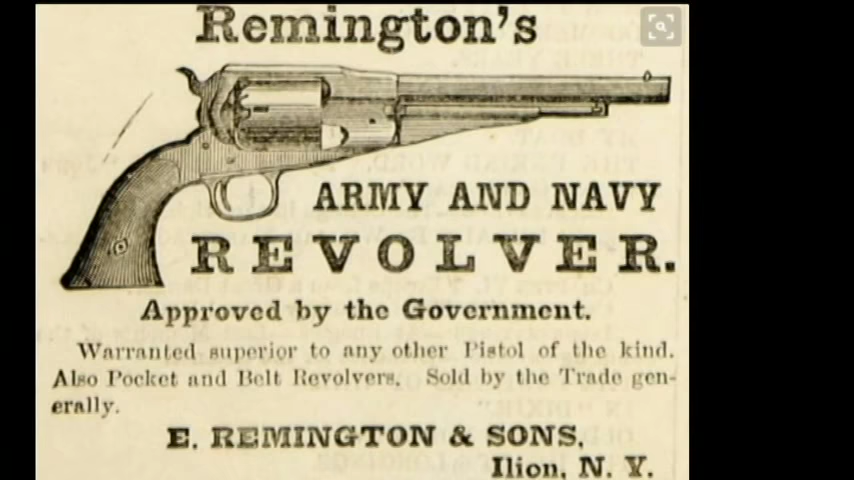 Remington's
ARMY AND NAVY
REVOLVER.
Approved by the Government.
Warranted superior to any other Pistol of the kind.
Also Pocket and Belt Revolvers. Sold by the Trade gen-
erally.
E. REMINGTON & SONS,
Ilion, N. Y.